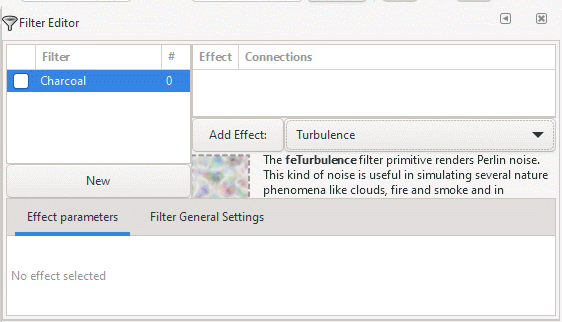 Filter Editor
Filter #
Effect Connections
Charcoal 0
Add Effect: Turbulence
The feTurbulence filter primitive renders Perlin noise.
This kind of noise is useful in simulating several nature
phenomena like clouds, fire and smoke and in
New
Effect parameters Filter General Settings
No effect selected